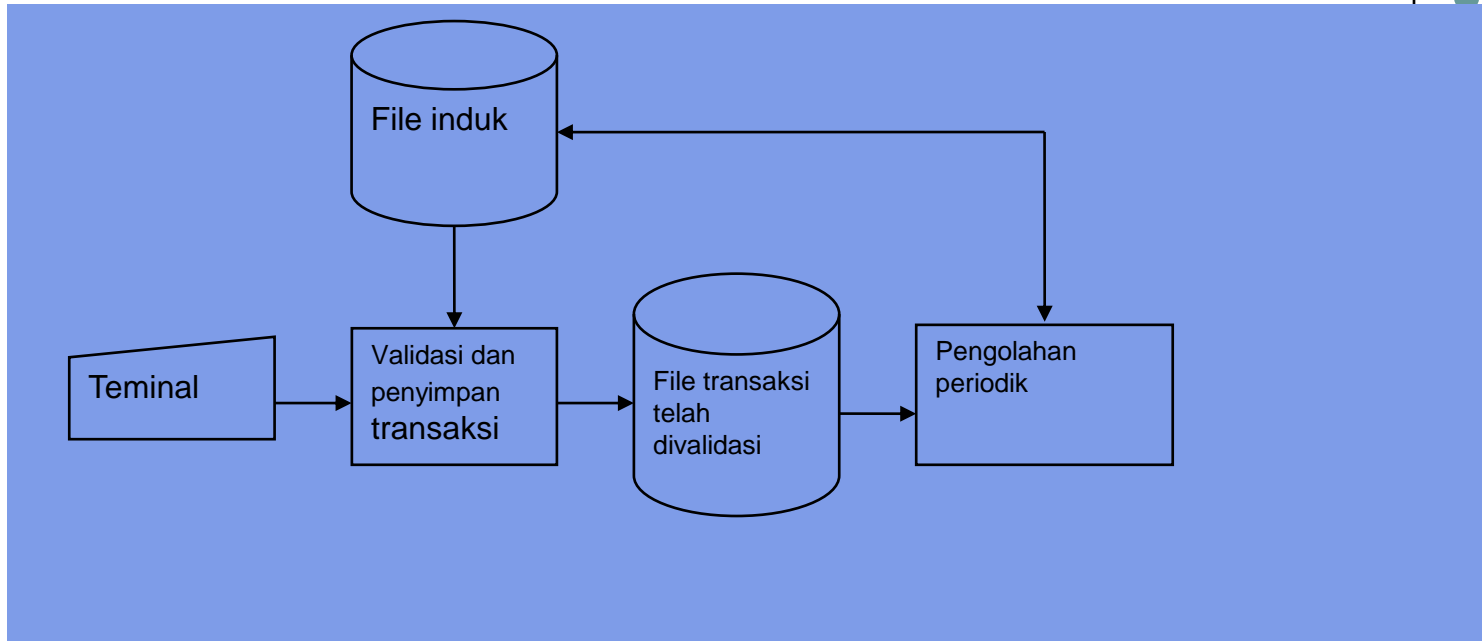 File induk
Teminal
Validasi dan
penyimpan
transaksi
File transaksi
telah
divalidasi
Pengolahan
periodik